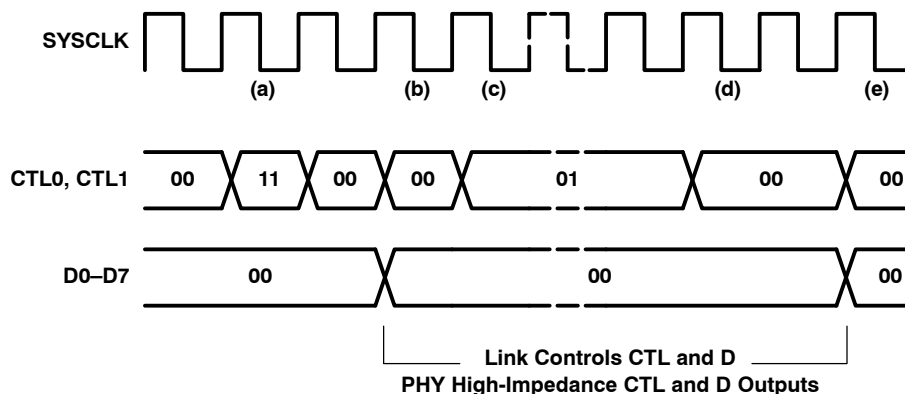 SYSCLK
(a) (b) (c) (d) (e)
CTL0, CTL1 00 11 00 00 01 00 00
D0–D7 00 00 00
Link Controls CTL and D
PHY High-Impedance CTL and D Outputs